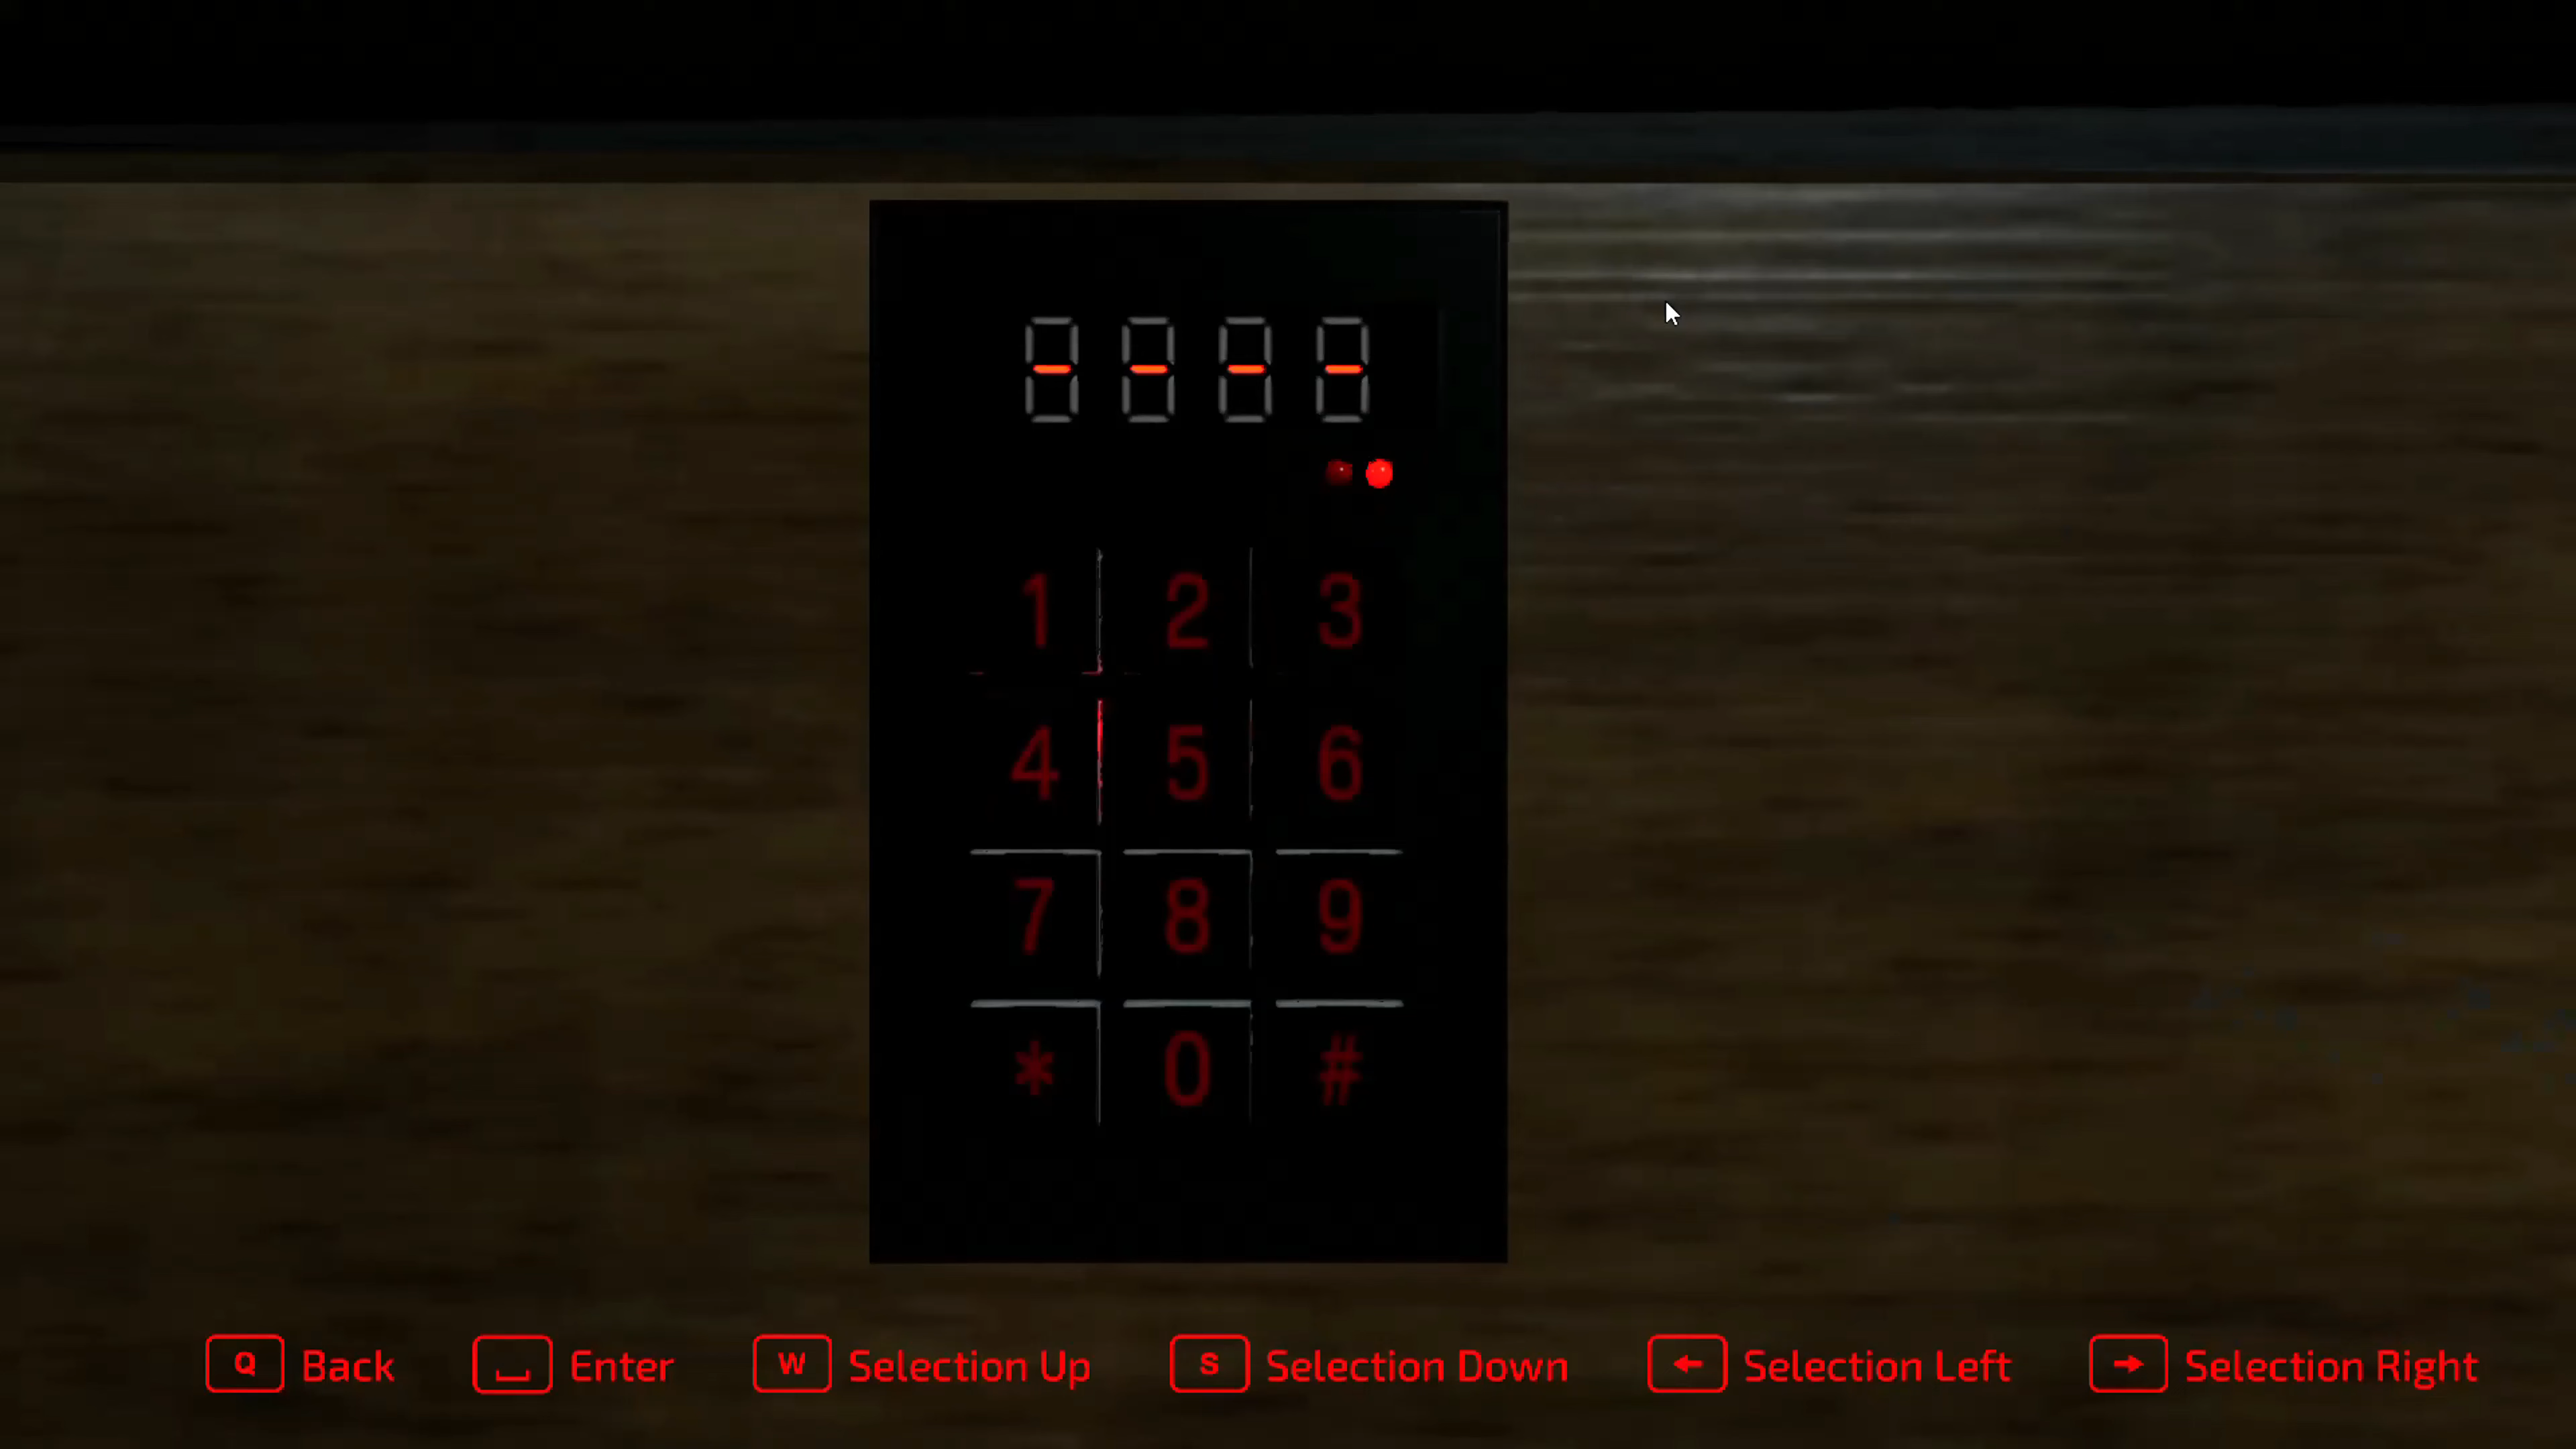 - - - -
1 2 3
4 5 6
7 8 9
* 0 #
Q Back Enter W Selection Up S Selection Down ← Selection Left → Selection Right